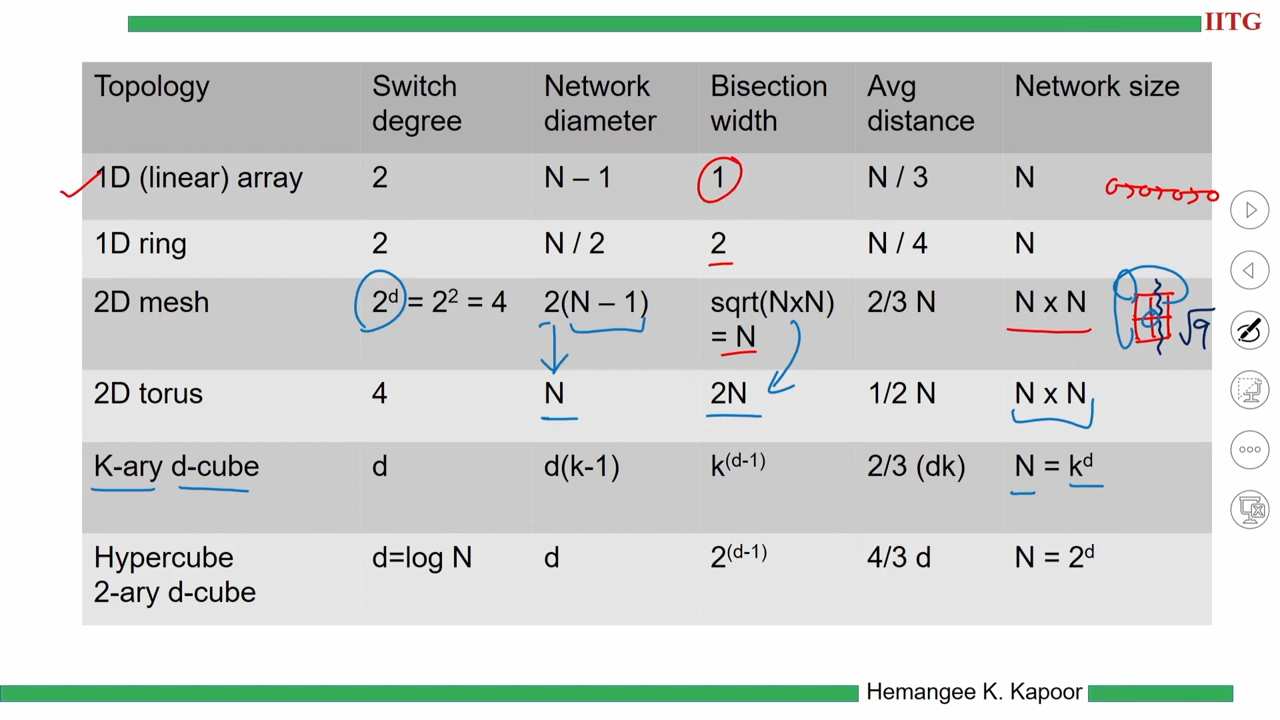 IITG
Topology Switch degree Network diameter Bisection width Avg distance Network size
1D (linear) array 2 N – 1 1 N / 3 N
1D ring 2 N / 2 2 N / 4 N
2D mesh 2ᵈ = 2² = 4 2(N – 1) sqrt(NxN) = N 2/3 N N x N √9
2D torus 4 N 2N 1/2 N N x N
K-ary d-cube d d(k-1) k⁽ᵈ⁻¹⁾ 2/3 (dk) N = kᵈ
Hypercube 2-ary d-cube d=log N d 2⁽ᵈ⁻¹⁾ 4/3 d N = 2ᵈ
Hemangee K. Kapoor